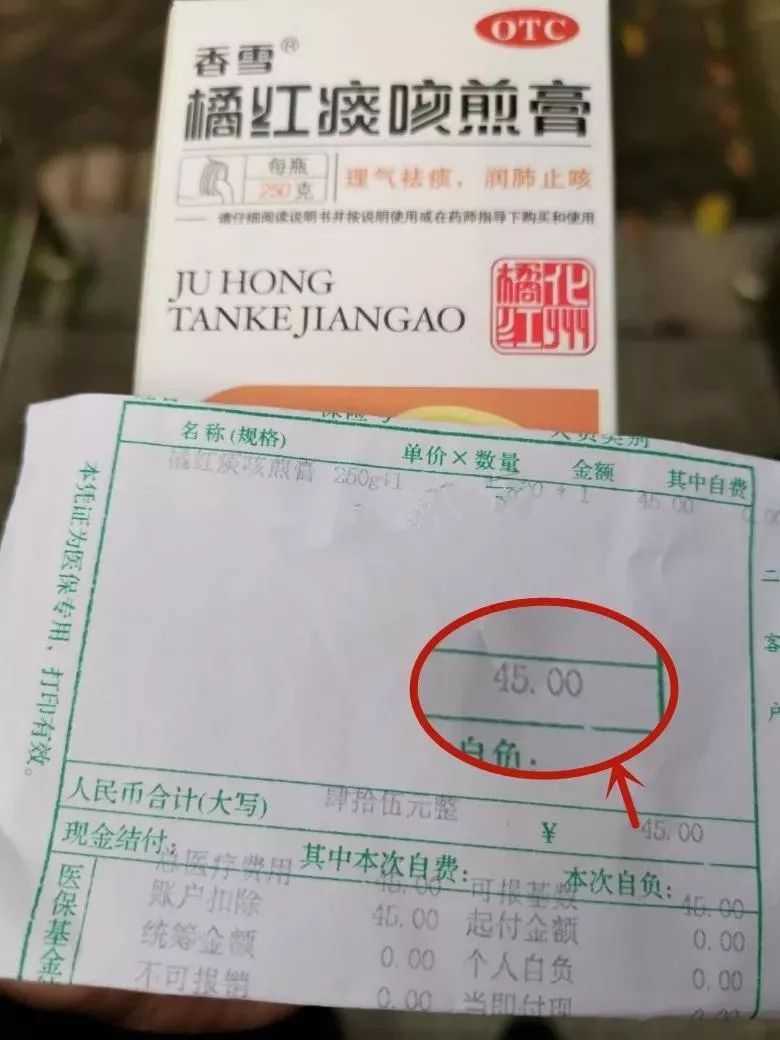 OTC
香雪®
橘红痰咳煎膏
每瓶
250克
理气祛痰，润肺止咳
请仔细阅读说明书并按说明使用或在药师指导下购买和使用
JU HONG
TANKE JIANGAO
橘红
化州
人员类别
名称(规格) 单价×数量 金额 其中自费
橘红痰咳煎膏 250g*1 * 1 45.00
本凭证为医保专用，打印有效。
二
客
户
45.00
自负：
人民币合计(大写) 肆拾伍元整 ¥ 45.00
现金结付： 其中本次自费： 本次自负：
总医疗费用 45.00 可报基数 45.00
账户扣除 45.00 起付金额 0.00
统筹金额 0.00 个人自负 0.00
不可报销 0.00 当即付现
医保基金